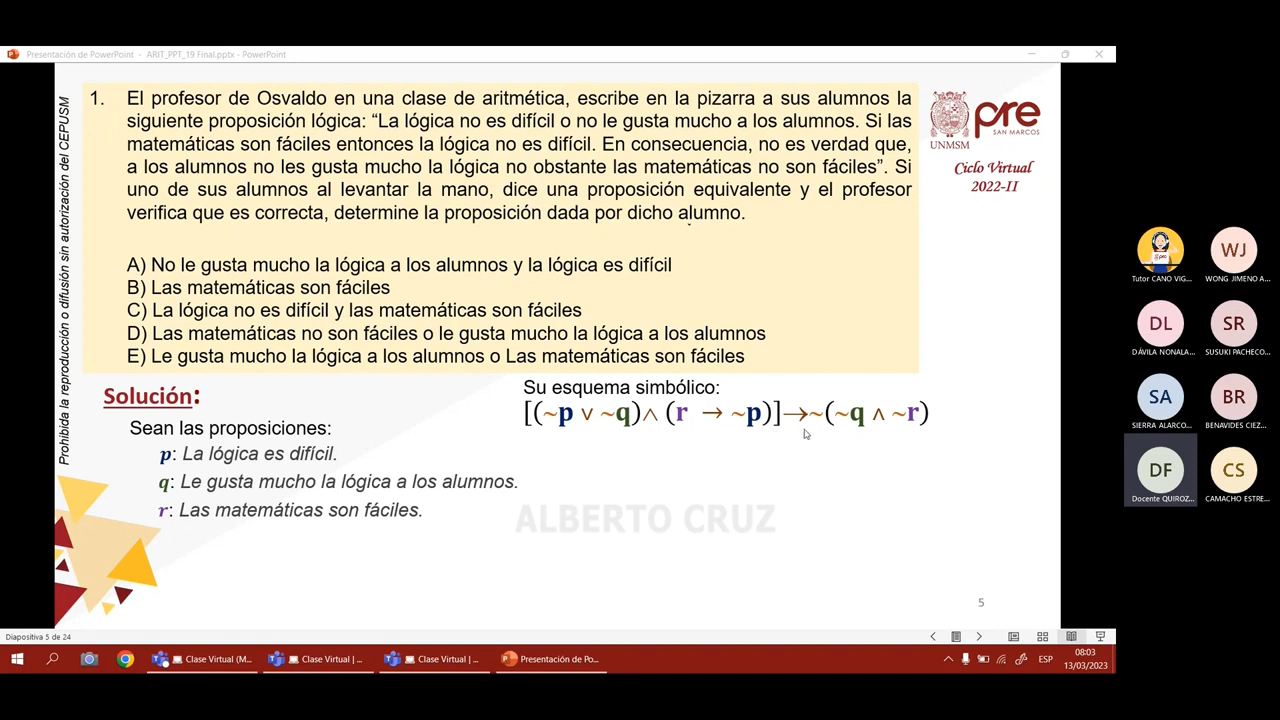 Presentación de PowerPoint - ARIT_PPT_19 Final.pptx - PowerPoint
Prohibida la reproducción o difusión sin autorización del CEPUSM
1. El profesor de Osvaldo en una clase de aritmética, escribe en la pizarra a sus alumnos la
siguiente proposición lógica: “La lógica no es difícil o no le gusta mucho a los alumnos. Si las
matemáticas son fáciles entonces la lógica no es difícil. En consecuencia, no es verdad que,
a los alumnos no les gusta mucho la lógica no obstante las matemáticas no son fáciles”. Si
uno de sus alumnos al levantar la mano, dice una proposición equivalente y el profesor
verifica que es correcta, determine la proposición dada por dicho alumno.
A) No le gusta mucho la lógica a los alumnos y la lógica es difícil
B) Las matemáticas son fáciles
C) La lógica no es difícil y las matemáticas son fáciles
D) Las matemáticas no son fáciles o le gusta mucho la lógica a los alumnos
E) Le gusta mucho la lógica a los alumnos o Las matemáticas son fáciles
UNMSM
pre
SAN MARCOS
Ciclo Virtual
2022-II
Solución:
Sean las proposiciones:
p: La lógica es difícil.
q: Le gusta mucho la lógica a los alumnos.
r: Las matemáticas son fáciles.
Su esquema simbólico:
[(~p ∨ ~q)∧ (r → ~p)]→~(~q ∧ ~r)
ALBERTO CRUZ
5
Tutor CANO VIG...
WJ
WONG JIMENO A...
DL
DÁVILA NONALA...
SR
SUSUKI PACHECO...
SA
SIERRA ALARCO...
BR
BENAVIDES CIEZ...
DF
Docente QUIROZ...
CS
CAMACHO ESTRE...
Diapositiva 5 de 24
Clase Virtual (M...
Clase Virtual | ...
Clase Virtual | ...
Presentación de Po...
ESP
08:03
13/03/2023